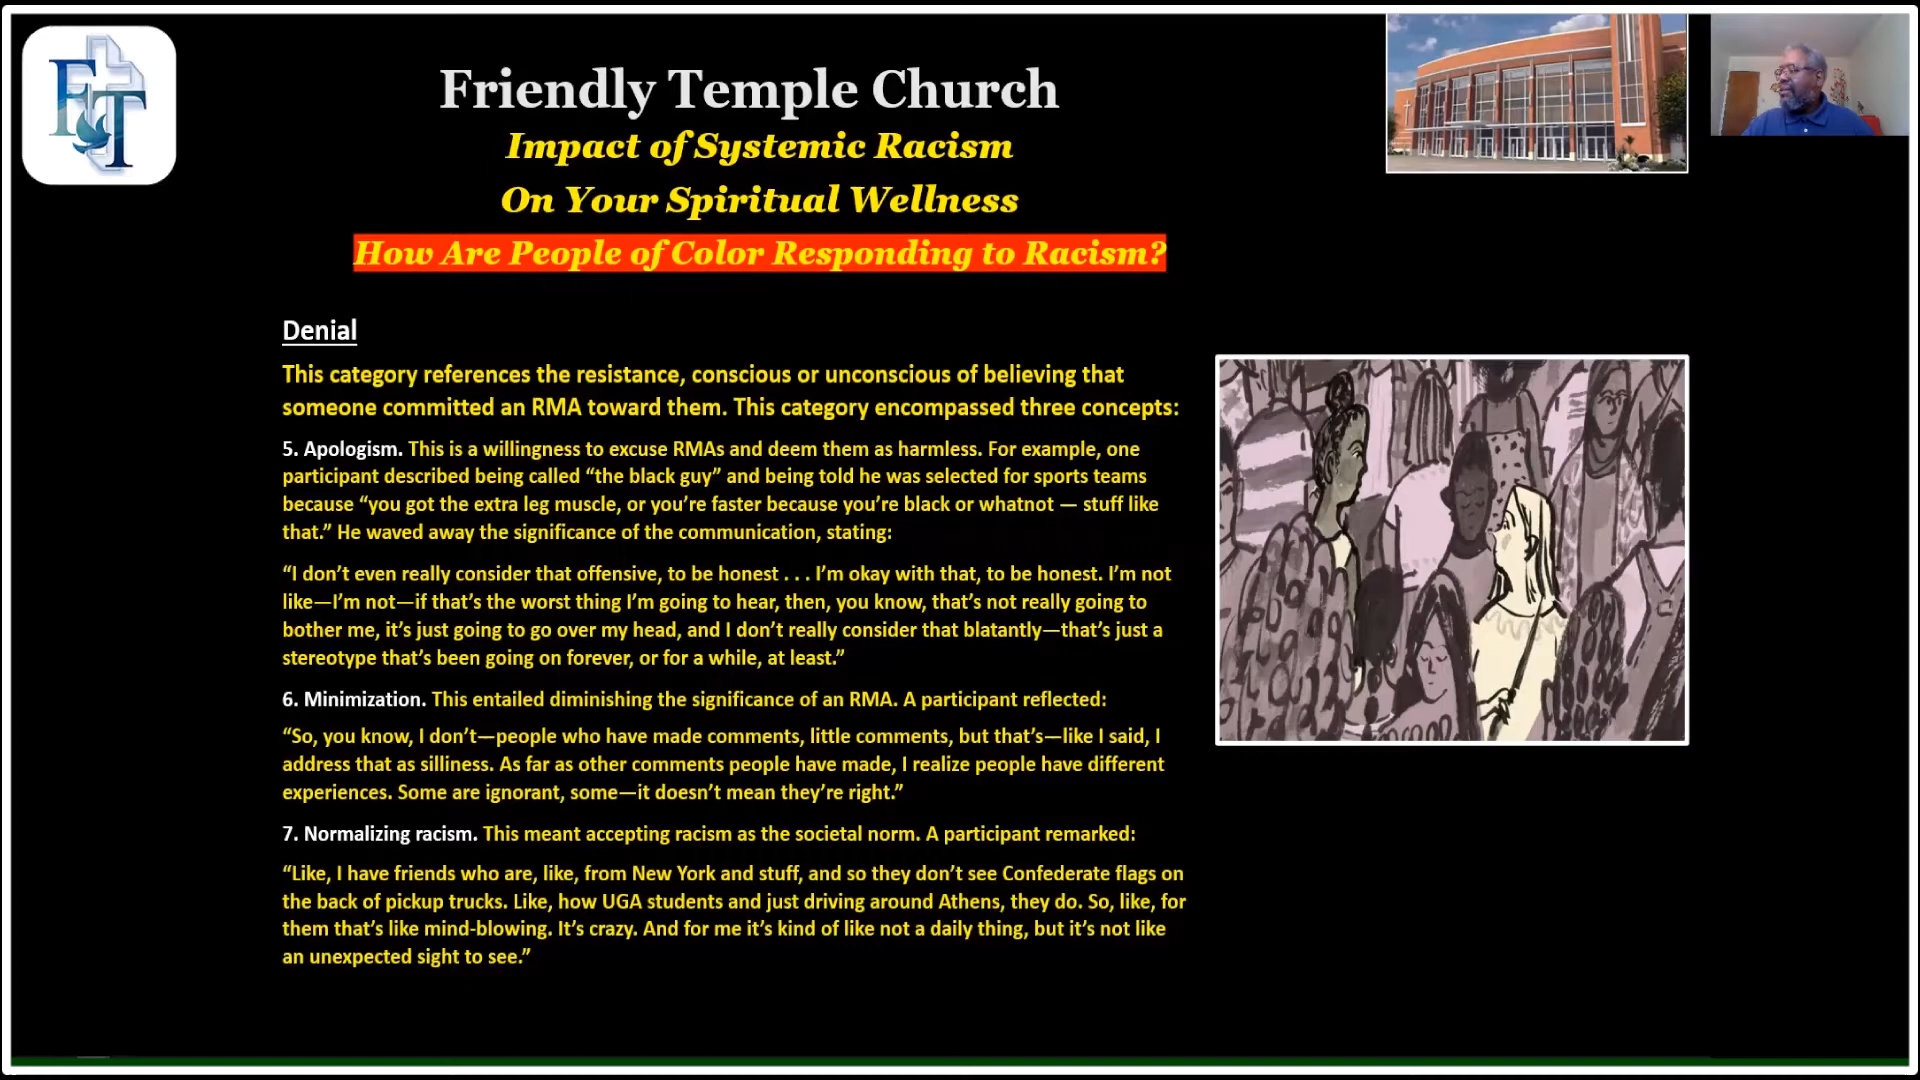 FT
Friendly Temple Church
Impact of Systemic Racism
On Your Spiritual Wellness
How Are People of Color Responding to Racism?
Denial
This category references the resistance, conscious or unconscious of believing that
someone committed an RMA toward them. This category encompassed three concepts:
5. Apologism. This is a willingness to excuse RMAs and deem them as harmless. For example, one
participant described being called “the black guy” and being told he was selected for sports teams
because “you got the extra leg muscle, or you’re faster because you’re black or whatnot — stuff like
that.” He waved away the significance of the communication, stating:
“I don’t even really consider that offensive, to be honest . . . I’m okay with that, to be honest. I’m not
like—I’m not—if that’s the worst thing I’m going to hear, then, you know, that’s not really going to
bother me, it’s just going to go over my head, and I don’t really consider that blatantly—that’s just a
stereotype that’s been going on forever, or for a while, at least.”
6. Minimization. This entailed diminishing the significance of an RMA. A participant reflected:
“So, you know, I don’t—people who have made comments, little comments, but that’s—like I said, I
address that as silliness. As far as other comments people have made, I realize people have different
experiences. Some are ignorant, some—it doesn’t mean they’re right.”
7. Normalizing racism. This meant accepting racism as the societal norm. A participant remarked:
“Like, I have friends who are, like, from New York and stuff, and so they don’t see Confederate flags on
the back of pickup trucks. Like, how UGA students and just driving around Athens, they do. So, like, for
them that’s like mind-blowing. It’s crazy. And for me it’s kind of like not a daily thing, but it’s not like
an unexpected sight to see.”